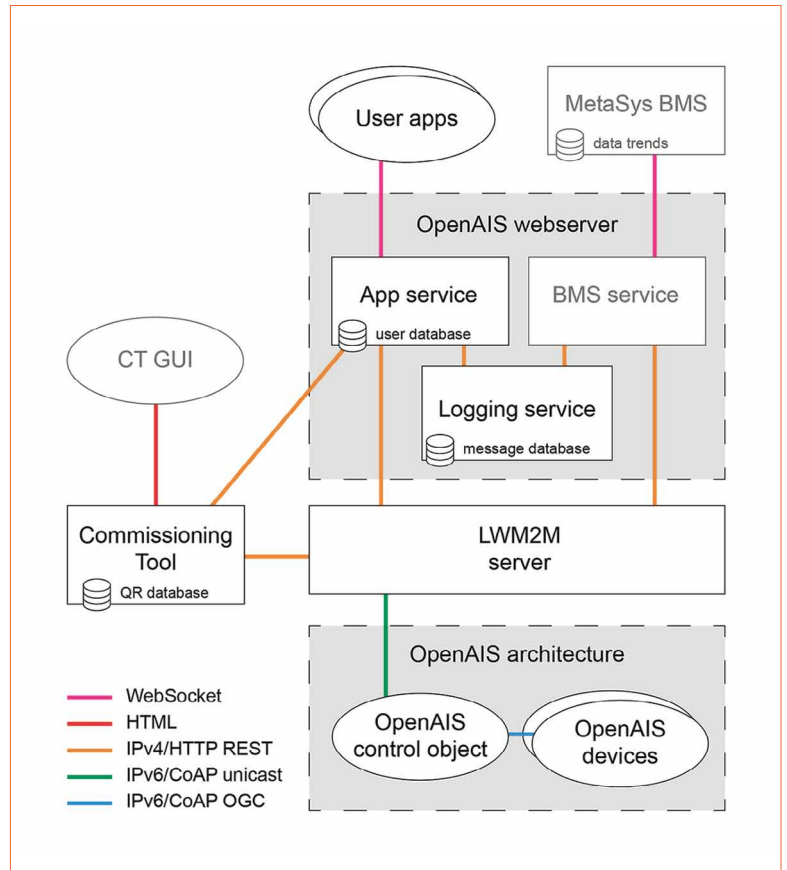 User apps
MetaSys BMS
data trends
OpenAIS webserver
App service
user database
BMS service
CT GUI
Logging service
message database
Commissioning
Tool
QR database
LWM2M
server
OpenAIS architecture
WebSocket
HTML
IPv4/HTTP REST
IPv6/CoAP unicast
IPv6/CoAP OGC
OpenAIS
control object
OpenAIS
devices